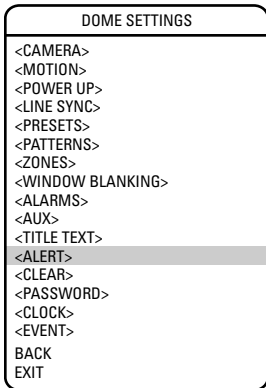 DOME SETTINGS
<CAMERA>
<MOTION>
<POWER UP>
<LINE SYNC>
<PRESETS>
<PATTERNS>
<ZONES>
<WINDOW BLANKING>
<ALARMS>
<AUX>
<TITLE TEXT>
<ALERT>
<CLEAR>
<PASSWORD>
<CLOCK>
<EVENT>
BACK
EXIT